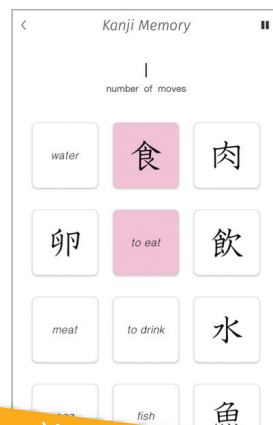 Kanji Memory
1
number of moves
water 食 肉
卵 to eat 飲
meat to drink 水
fish 魚